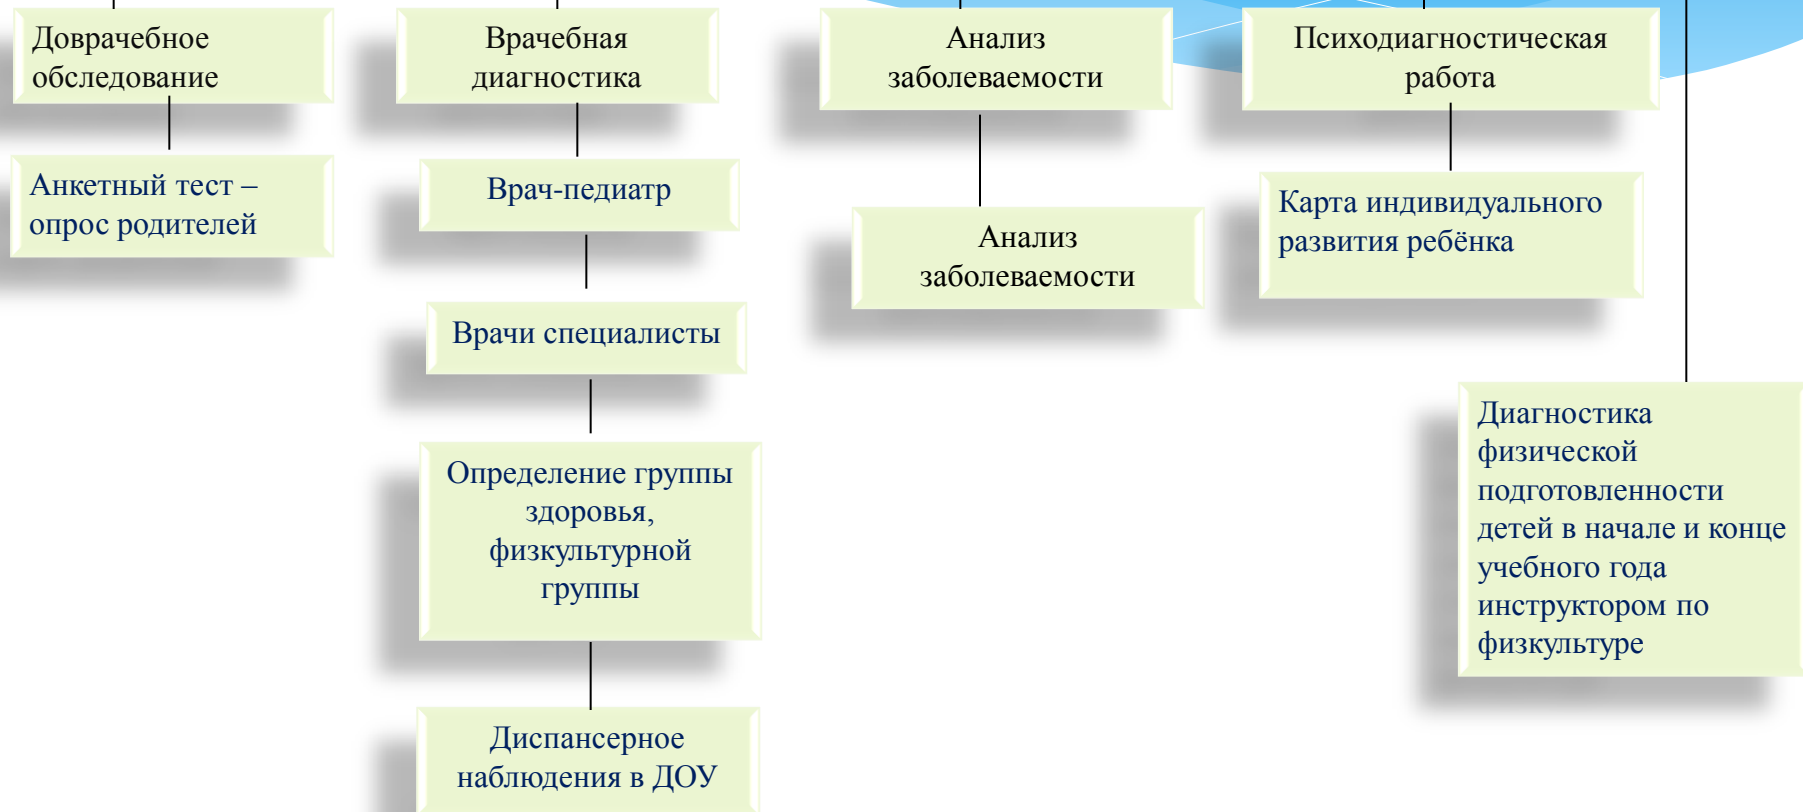 Доврачебное
обследование
Анкетный тест –
опрос родителей
Врачебная
диагностика
Врач-педиатр
Врачи специалисты
Определение группы
здоровья,
физкультурной
группы
Диспансерное
наблюдения в ДОУ
Анализ
заболеваемости
Анализ
заболеваемости
Психодиагностическая
работа
Карта индивидуального
развития ребёнка
Диагностика
физической
подготовленности
детей в начале и конце
учебного года
инструктором по
физкультуре